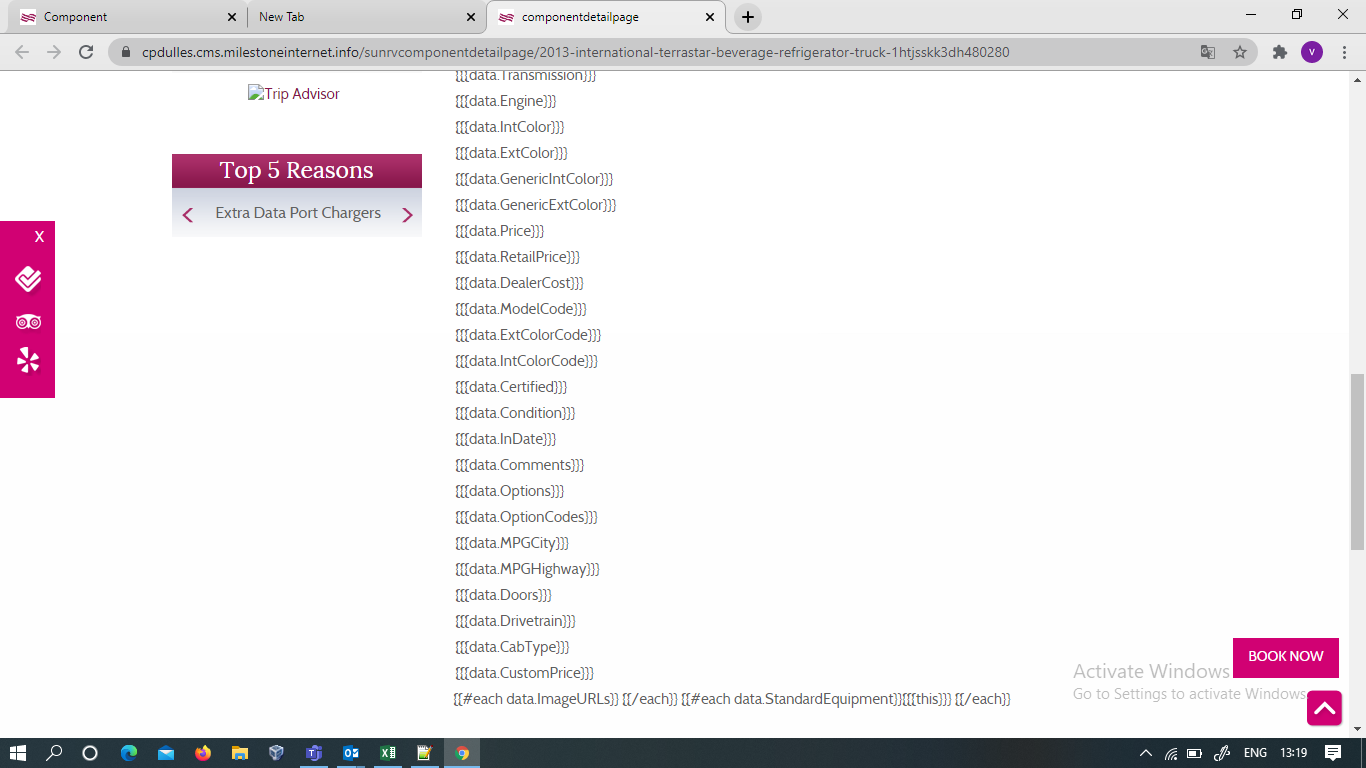 Component
New Tab
componentdetailpage
cpdulles.cms.milestoneinternet.info/sunrvcomponentdetailpage/2013-international-terrastar-beverage-refrigerator-truck-1htjsskk3dh480280
V
Trip Advisor
Top 5 Reasons
Extra Data Port Chargers
X
{{{data.Transmission}}}
{{{data.Engine}}}
{{{data.IntColor}}}
{{{data.ExtColor}}}
{{{data.GenericIntColor}}}
{{{data.GenericExtColor}}}
{{{data.Price}}}
{{{data.RetailPrice}}}
{{{data.DealerCost}}}
{{{data.ModelCode}}}
{{{data.ExtColorCode}}}
{{{data.IntColorCode}}}
{{{data.Certified}}}
{{{data.Condition}}}
{{{data.InDate}}}
{{{data.Comments}}}
{{{data.Options}}}
{{{data.OptionCodes}}}
{{{data.MPGCity}}}
{{{data.MPGHighway}}}
{{{data.Doors}}}
{{{data.Drivetrain}}}
{{{data.CabType}}}
{{{data.CustomPrice}}}
{{#each data.ImageURLs}} {{/each}} {{#each data.StandardEquipment}}{{{this}}} {{/each}}
BOOK NOW
Activate Windows
Go to Settings to activate Windows.
ENG
13:19